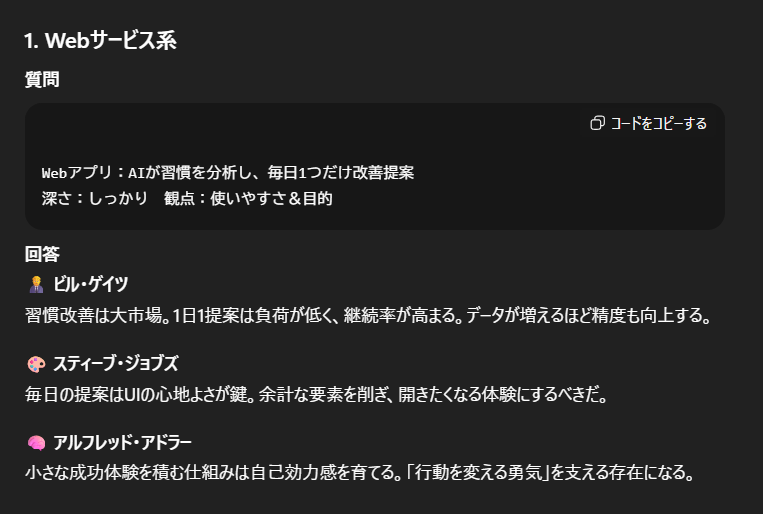 1. Webサービス系
質問
コードをコピーする
Webアプリ：AIが習慣を分析し、毎日1つだけ改善提案
深さ：しっかり　観点：使いやすさ＆目的
回答
ビル・ゲイツ
習慣改善は大市場。1日1提案は負荷が低く、継続率が高まる。データが増えるほど精度も向上する。
スティーブ・ジョブズ
毎日の提案はUIの心地よさが鍵。余計な要素を削ぎ、開きたくなる体験にするべきだ。
アルフレッド・アドラー
小さな成功体験を積む仕組みは自己効力感を育てる。「行動を変える勇気」を支える存在になる。